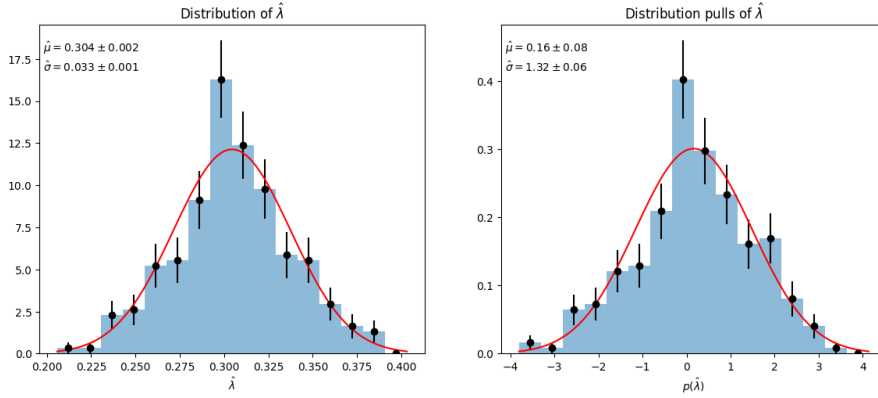 Distribution of λ̂
μ̂ = 0.304 ± 0.002
σ̂ = 0.033 ± 0.001
17.5
15.0
12.5
10.0
7.5
5.0
2.5
0.0
0.200 0.225 0.250 0.275 0.300 0.325 0.350 0.375 0.400
λ̂
Distribution pulls of λ̂
μ̂ = 0.16 ± 0.08
σ̂ = 1.32 ± 0.06
0.4
0.3
0.2
0.1
0.0
−4 −3 −2 −1 0 1 2 3 4
p(λ̂)